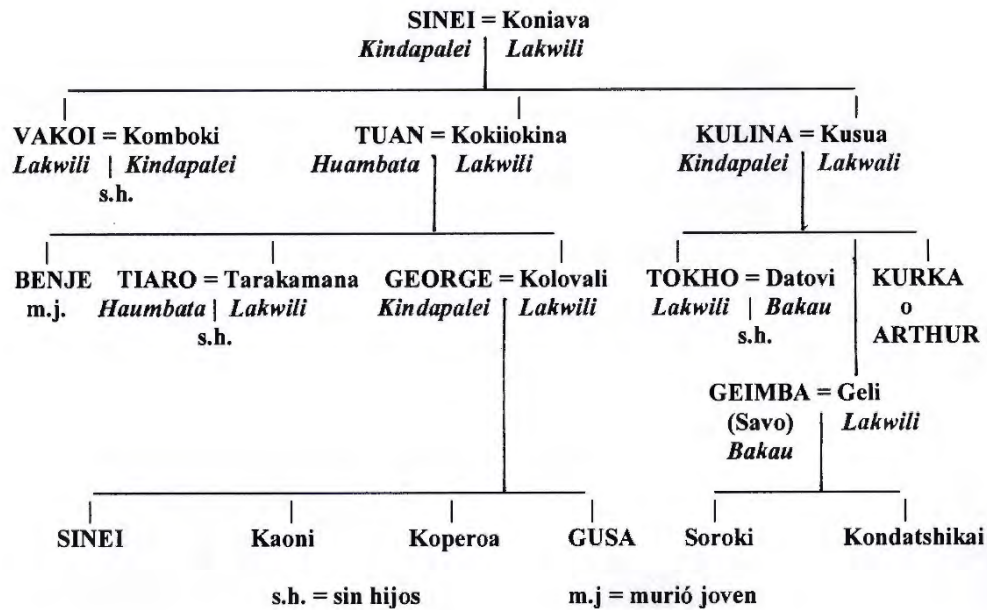 SINEI = Koniava
Kindapalei | Lakwili
VAKOI = Komboki TUAN = Kokiiokina KULINA = Kusua
Lakwili | Kindapalei Huambata | Lakwili Kindapalei | Lakwali
s.h.
BENJE TIARO = Tarakamana GEORGE = Kolovali TOKHO = Datovi KURKA
m.j. Haumbata | Lakwili Kindapalei | Lakwili Lakwili | Bakau o
s.h. s.h. ARTHUR
GEIMBA = Geli
(Savo) Lakwili
Bakau
SINEI Kaoni Koperoa GUSA Soroki Kondatshikai
s.h. = sin hijos m.j = murió joven